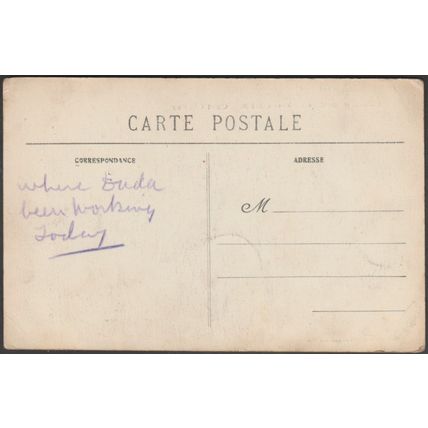 CARTE POSTALE
CORRESPONDANCE
ADRESSE
where Dada
been Working
Today
M